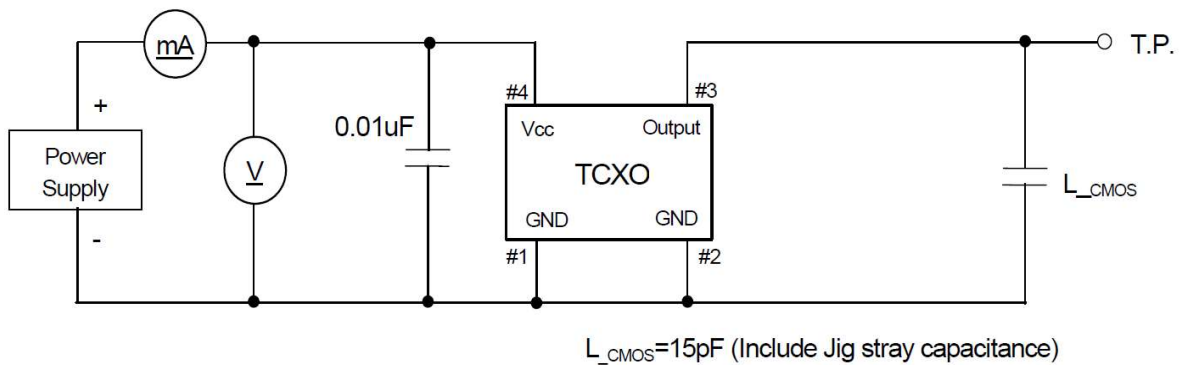 mA
T.P.
#4
#3
+
0.01uF
Vcc
Output
Power
Supply
V
TCXO
L_CMOS
GND
GND
-
#1
#2
L_CMOS=15pF (Include Jig stray capacitance)